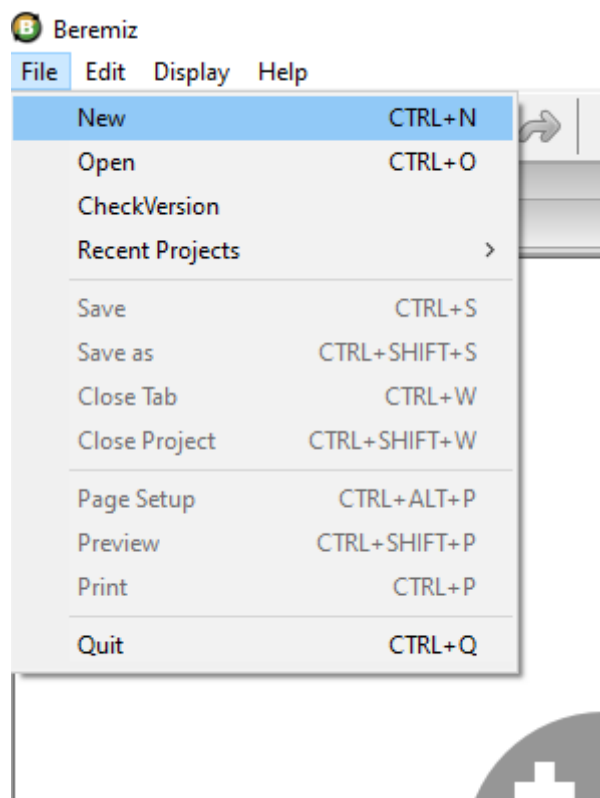 Beremiz
File Edit Display Help
New CTRL+N
Open CTRL+O
CheckVersion
Recent Projects >
Save CTRL+S
Save as CTRL+SHIFT+S
Close Tab CTRL+W
Close Project CTRL+SHIFT+W
Page Setup CTRL+ALT+P
Preview CTRL+SHIFT+P
Print CTRL+P
Quit CTRL+Q